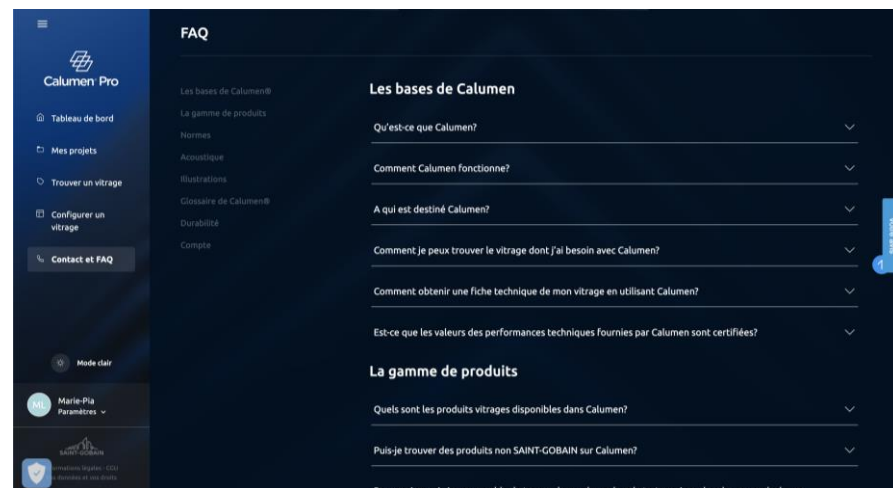 FAQ
Calumen Pro
Tableau de bord
Mes projets
Trouver un vitrage
Configurer un
vitrage
Contact et FAQ
Mode clair
ML
Marie-Pia
Paramètres
SAINT-GOBAIN
Les bases de Calumen®
La gamme de produits
Normes
Acoustique
Illustrations
Glossaire de Calumen®
Durabilité
Compte
Les bases de Calumen
Qu'est-ce que Calumen?
Comment Calumen fonctionne?
A qui est destiné Calumen?
Comment je peux trouver le vitrage dont j'ai besoin avec Calumen?
Comment obtenir une fiche technique de mon vitrage en utilisant Calumen?
Est-ce que les valeurs des performances techniques fournies par Calumen sont certifiées?
La gamme de produits
Quels sont les produits vitrages disponibles dans Calumen?
Puis-je trouver des produits non SAINT-GOBAIN sur Calumen?